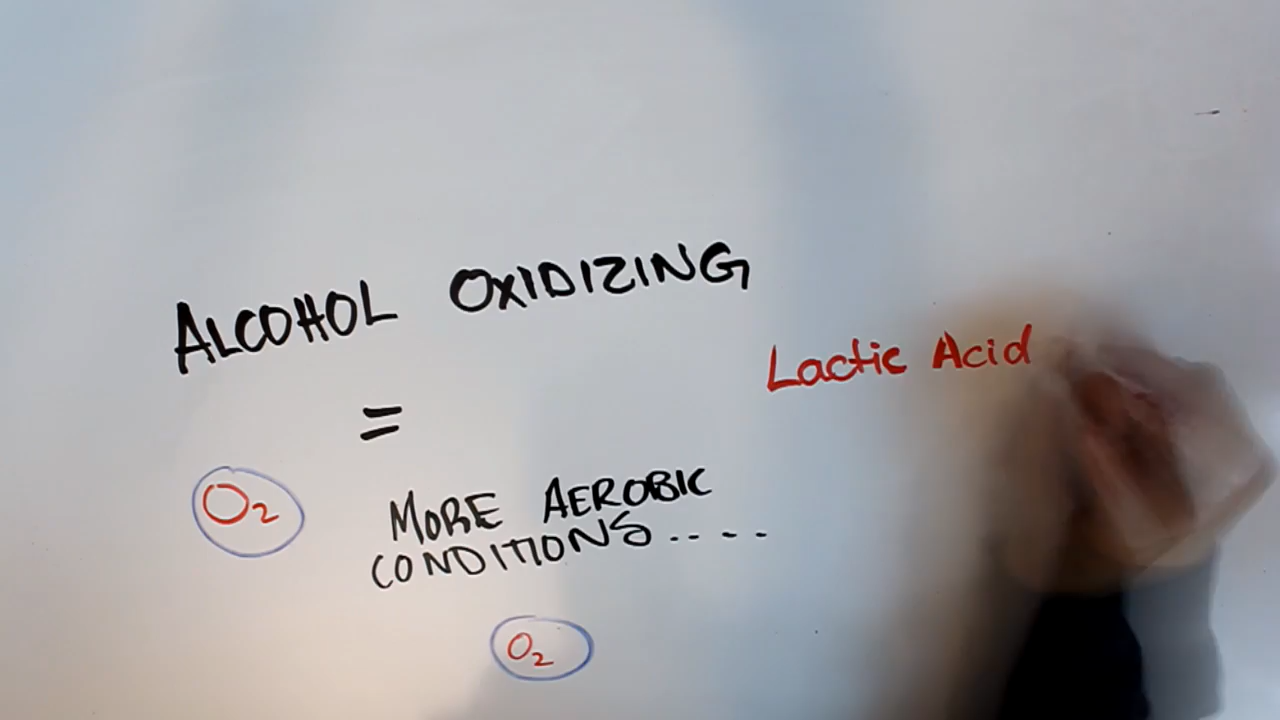 ALCOHOL OXIDIZING
Lactic Acid
=
O₂
MORE AEROBIC
CONDITIONS....
O₂